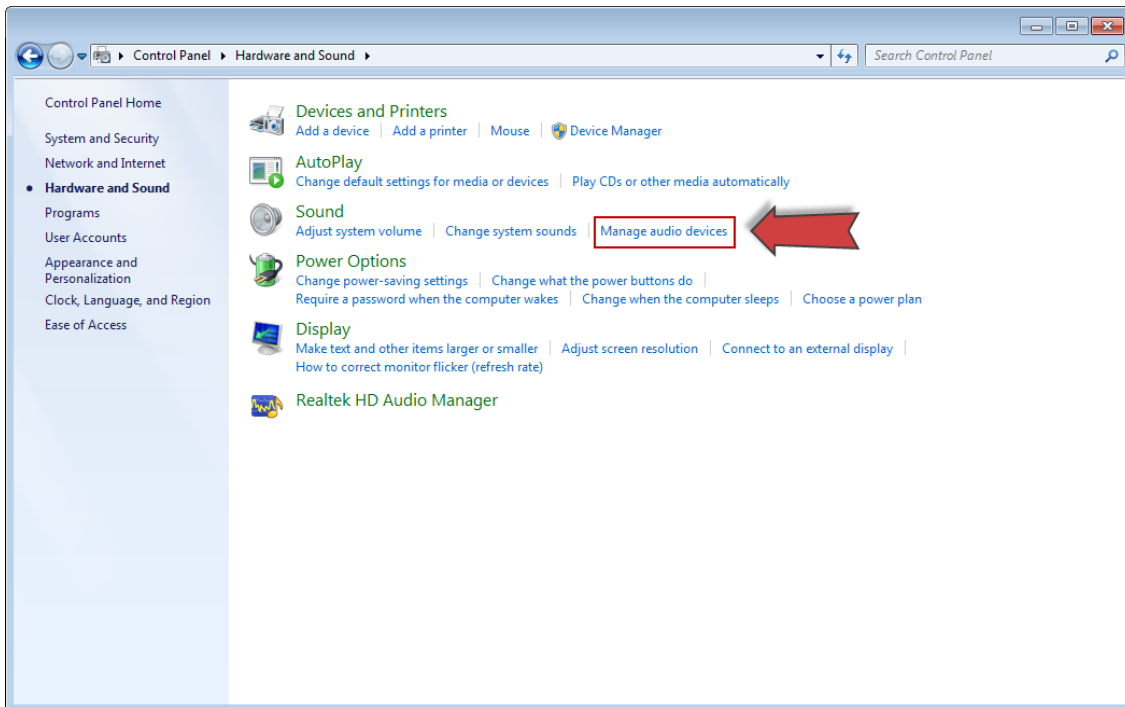 Control Panel Hardware and Sound Search Control Panel
Control Panel Home
System and Security
Network and Internet
Hardware and Sound
Programs
User Accounts
Appearance and
Personalization
Clock, Language, and Region
Ease of Access
Devices and Printers
Add a device Add a printer Mouse Device Manager
AutoPlay
Change default settings for media or devices Play CDs or other media automatically
Sound
Adjust system volume Change system sounds Manage audio devices
Power Options
Change power-saving settings Change what the power buttons do
Require a password when the computer wakes Change when the computer sleeps Choose a power plan
Display
Make text and other items larger or smaller Adjust screen resolution Connect to an external display
How to correct monitor flicker (refresh rate)
Realtek HD Audio Manager